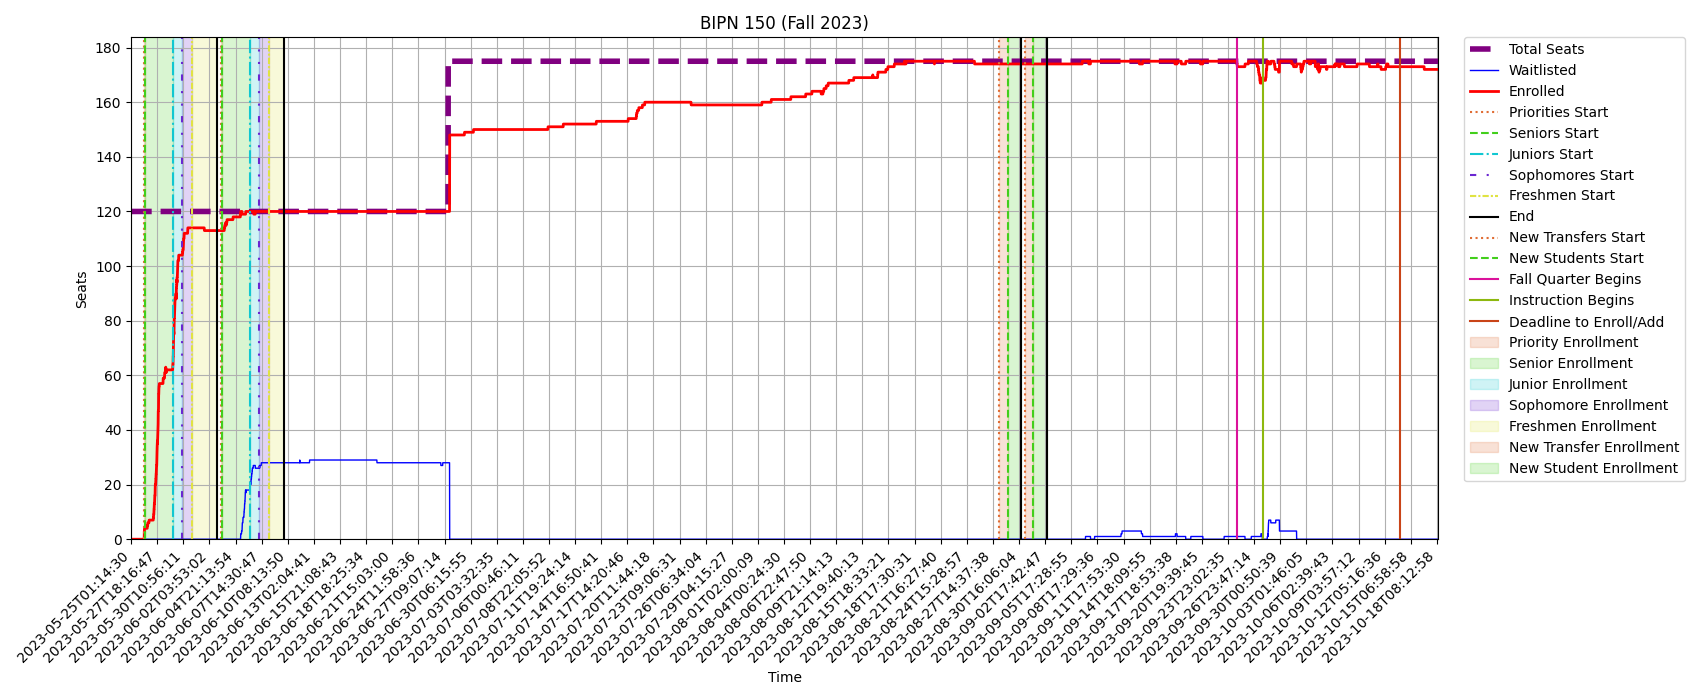 BIPN 150 (Fall 2023)
Seats
180
160
140
120
100
80
60
40
20
0
2023-05-25T01:14:30
2023-05-27T18:16:47
2023-05-30T10:56:11
2023-06-02T03:53:02
2023-06-04T21:13:54
2023-06-07T14:30:47
2023-06-10T08:13:50
2023-06-13T02:04:41
2023-06-15T21:08:43
2023-06-18T18:25:34
2023-06-21T15:03:00
2023-06-24T11:58:36
2023-06-27T09:07:14
2023-06-30T06:15:55
2023-07-03T03:32:35
2023-07-06T00:46:11
2023-07-08T22:05:52
2023-07-11T19:24:14
2023-07-14T16:50:41
2023-07-17T14:20:46
2023-07-20T11:44:18
2023-07-23T09:06:31
2023-07-26T06:34:04
2023-07-29T04:15:27
2023-08-01T02:00:09
2023-08-04T00:24:30
2023-08-06T22:47:50
2023-08-09T21:14:13
2023-08-12T19:40:13
2023-08-15T18:33:21
2023-08-18T17:30:31
2023-08-21T16:27:40
2023-08-24T15:28:57
2023-08-27T14:37:38
2023-08-30T16:06:04
2023-09-02T17:42:47
2023-09-05T17:28:55
2023-09-08T17:29:36
2023-09-11T17:53:30
2023-09-14T18:09:55
2023-09-17T18:53:38
2023-09-20T19:39:45
2023-09-23T23:02:35
2023-09-26T23:47:14
2023-09-30T00:50:39
2023-10-03T01:46:05
2023-10-06T02:39:43
2023-10-09T03:57:12
2023-10-12T05:16:36
2023-10-15T06:58:58
2023-10-18T08:12:58
Time
Total Seats
Waitlisted
Enrolled
Priorities Start
Seniors Start
Juniors Start
Sophomores Start
Freshmen Start
End
New Transfers Start
New Students Start
Fall Quarter Begins
Instruction Begins
Deadline to Enroll/Add
Priority Enrollment
Senior Enrollment
Junior Enrollment
Sophomore Enrollment
Freshmen Enrollment
New Transfer Enrollment
New Student Enrollment